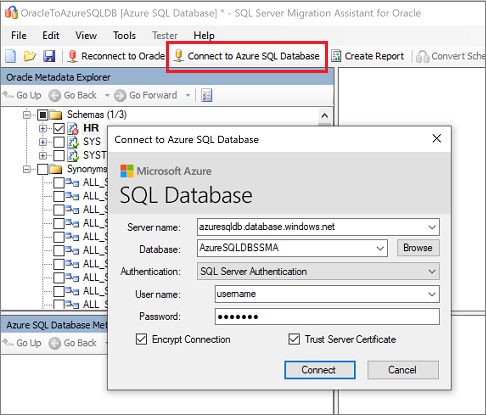 OracleToAzureSQLDB [Azure SQL Database] * - SQL Server Migration Assistant for Oracle
File Edit View Tools Tester Help
Reconnect to Oracle Connect to Azure SQL Database Create Report Convert Sche
Oracle Metadata Explorer
Go Up Go Back Go Forward
Schemas (1/3)
HR
SYS
SYST
Synonyms
ALL_S
ALL_S
ALL_S
ALL_S
ALL_S
ALL_S
ALL_S
ALL_S
ALL_S
Azure SQL Database Met
Go Up Go Back
Connect to Azure SQL Database
Microsoft Azure
SQL Database
Server name: azuresqldb.database.windows.net
Database: AzureSQLDBSSMA Browse
Authentication: SQL Server Authentication
User name: username
Password: ●●●●●●●
Encrypt Connection Trust Server Certificate
Connect Cancel